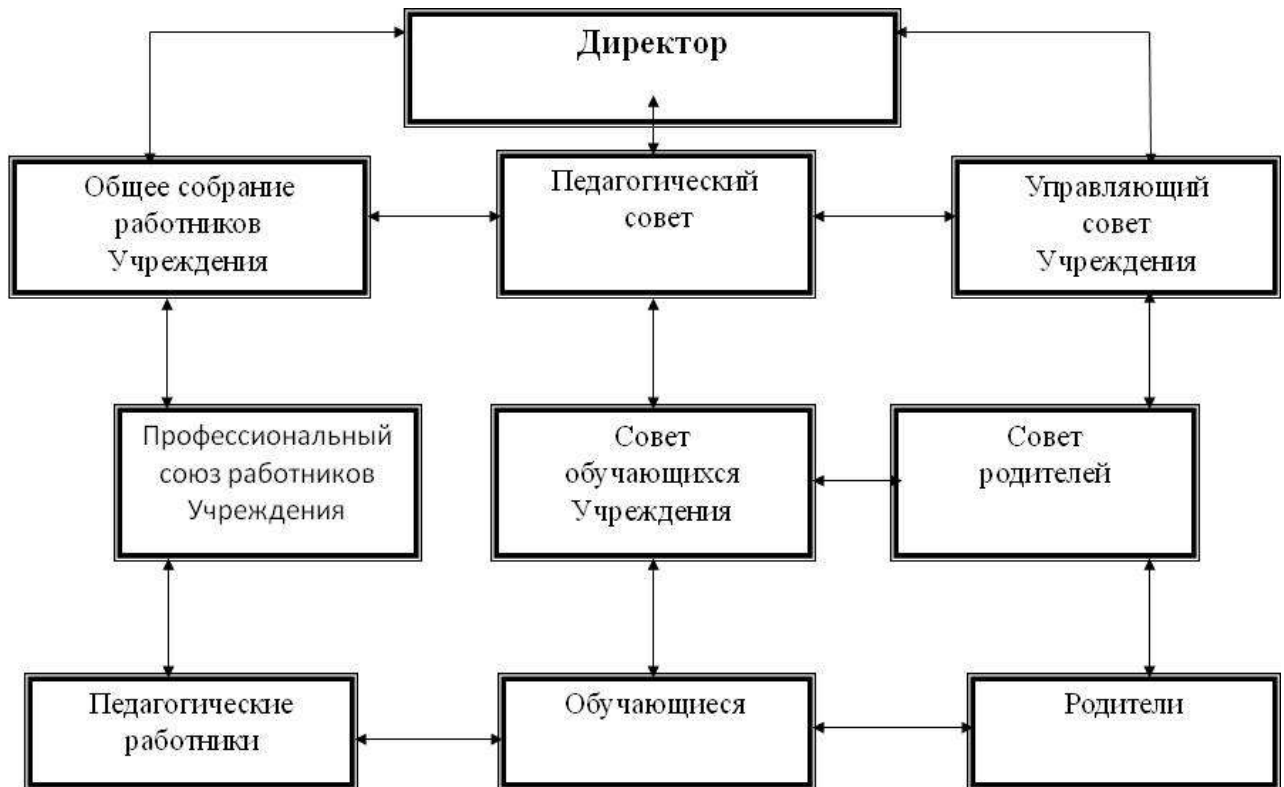 Директор
Общее собрание
работников
Учреждения
Педагогический
совет
Управляющий
совет
Учреждения
Профессиональный
союз работников
Учреждения
Совет
обучающихся
Учреждения
Совет
родителей
Педагогические
работники
Обучающиеся
Родители